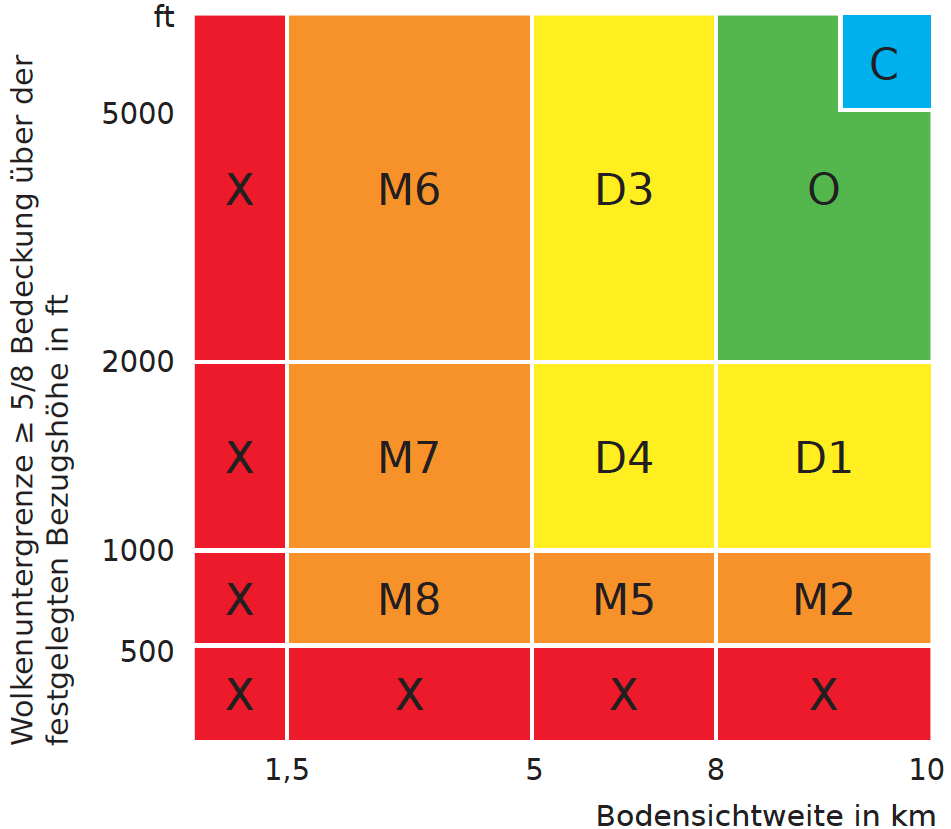 ft
Wolkenuntergrenze ≥ 5/8 Bedeckung über der
festgelegten Bezugshöhe in ft
C
5000
X M6 D3 O
2000
X M7 D4 D1
1000
X M8 M5 M2
500
X X X X
1,5 5 8 10
Bodensichtweite in km